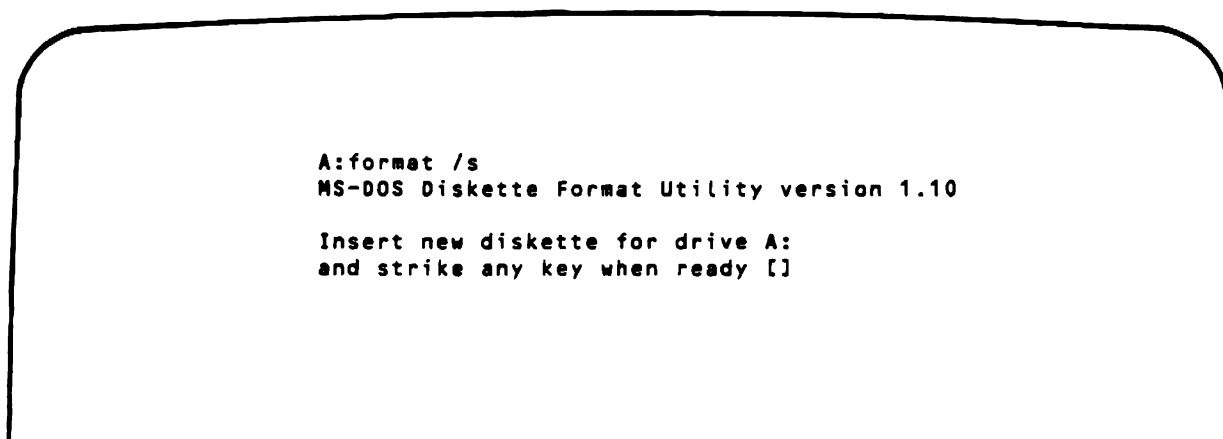 A:format /s
MS-DOS Diskette Format Utility version 1.10
Insert new diskette for drive A:
and strike any key when ready []